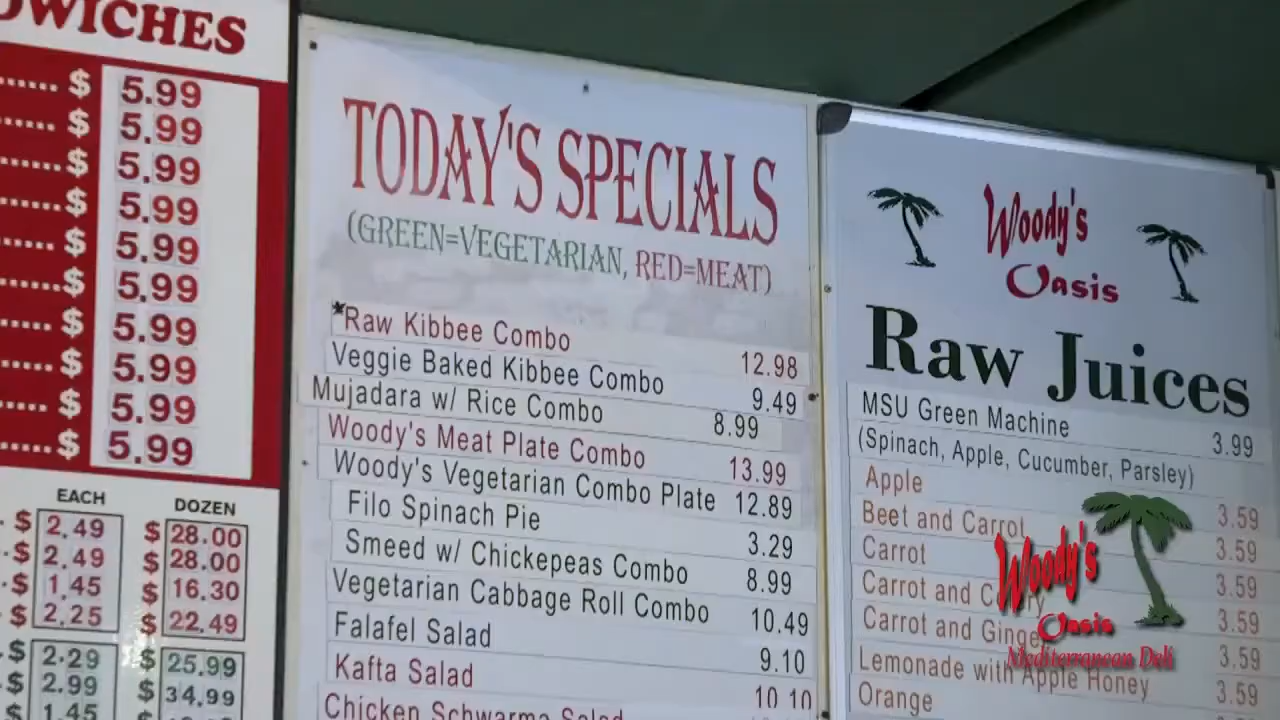 WICHES
$ 5.99
$ 5.99
$ 5.99
$ 5.99
$ 5.99
$ 5.99
$ 5.99
$ 5.99
$ 5.99
$ 5.99
EACH DOZEN
$ 2.49 $ 28.00
$ 2.49 $ 28.00
$ 1.45 $ 16.30
$ 2.25 $ 22.49
$ 2.29 $ 25.99
$ 2.99 $ 34.99
$ 1.45 $
TODAY'S SPECIALS
(GREEN=VEGETARIAN, RED=MEAT)
*Raw Kibbee Combo 12.98
Veggie Baked Kibbee Combo 9.49
Mujadara w/ Rice Combo 8.99
Woody's Meat Plate Combo 13.99
Woody's Vegetarian Combo Plate 12.89
Filo Spinach Pie 3.29
Smeed w/ Chickepeas Combo 8.99
Vegetarian Cabbage Roll Combo 10.49
Falafel Salad 9.10
Kafta Salad 10.10
Chicken Schwarma Salad
Woody's
Oasis
Raw Juices
MSU Green Machine 3.99
(Spinach, Apple, Cucumber, Parsley)
Apple 3.59
Beet and Carrot 3.59
Carrot 3.59
Carrot and 3.59
Carrot and Ginger 3.59
Lemonade with Apple Honey 3.59
Orange
Woody's
Oasis
Mediterranean Deli